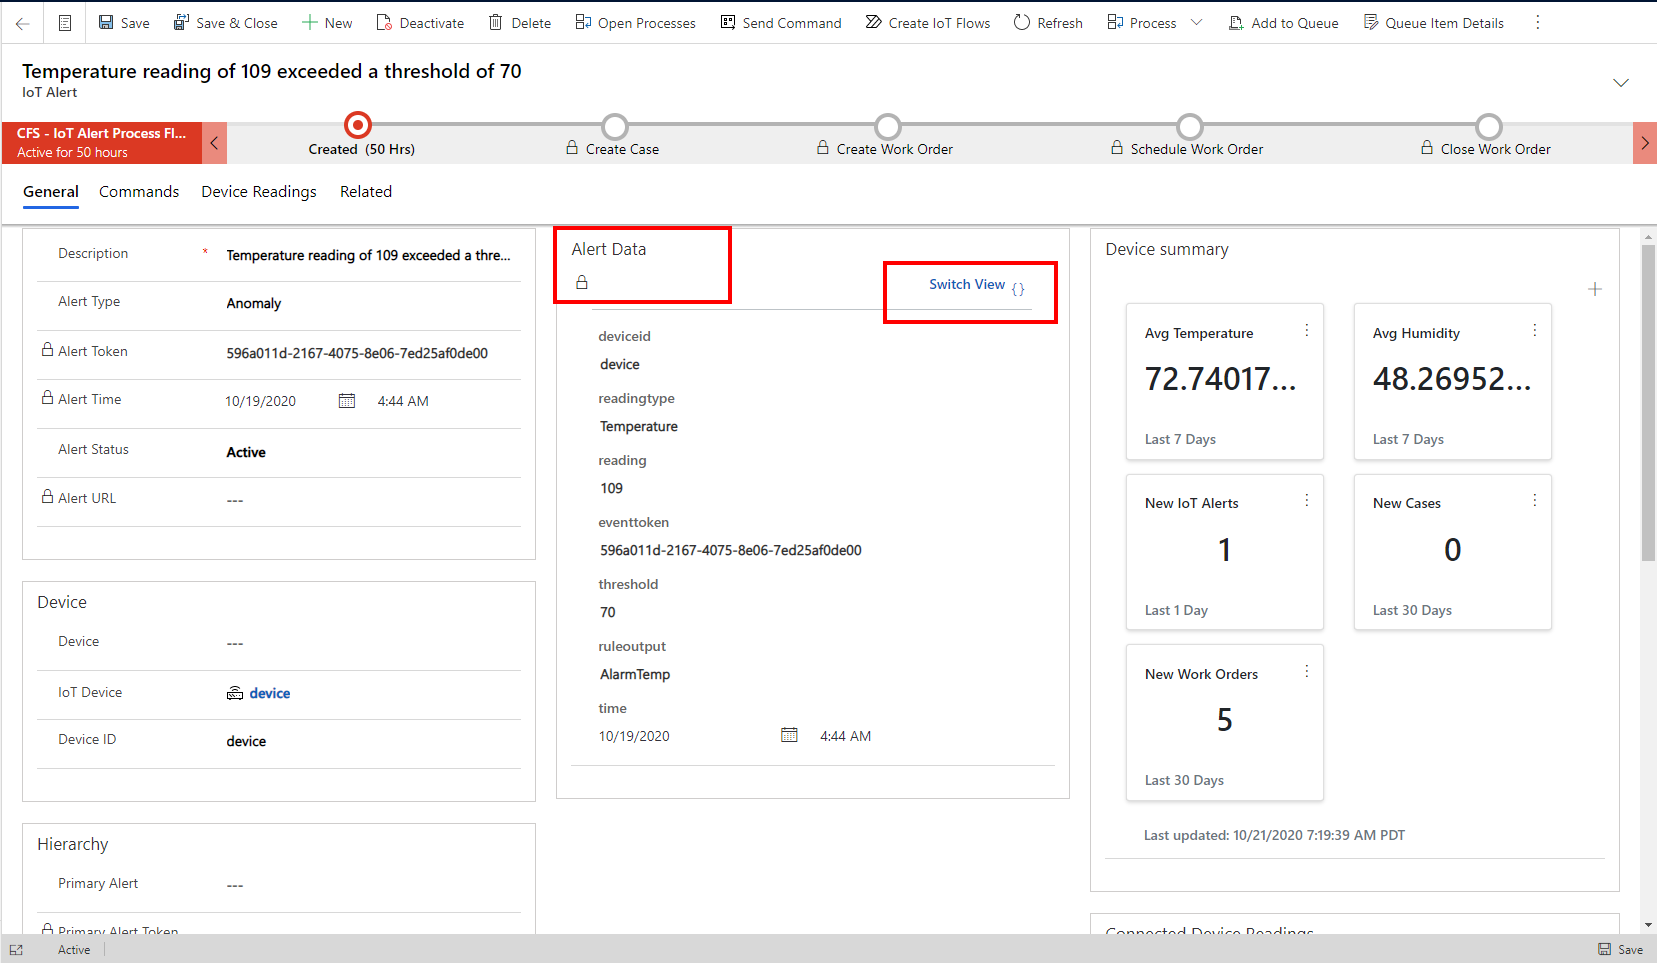 Save
Save & Close
New
Deactivate
Delete
Open Processes
Send Command
Create IoT Flows
Refresh
Process
Add to Queue
Queue Item Details
Temperature reading of 109 exceeded a threshold of 70
IoT Alert
CFS - IoT Alert Process Fl...
Active for 50 hours
Created (50 Hrs)
Create Case
Create Work Order
Schedule Work Order
Close Work Order
General
Commands
Device Readings
Related
Description * Temperature reading of 109 exceeded a thre...
Alert Type Anomaly
Alert Token 596a011d-2167-4075-8e06-7ed25af0de00
Alert Time 10/19/2020 4:44 AM
Alert Status Active
Alert URL ---
Device
Device ---
IoT Device device
Device ID device
Hierarchy
Primary Alert ---
Primary Alert Token
Alert Data
Switch View {}
deviceid
device
readingtype
Temperature
reading
109
eventtoken
596a011d-2167-4075-8e06-7ed25af0de00
threshold
70
ruleoutput
AlarmTemp
time
10/19/2020 4:44 AM
Device summary
Avg Temperature
72.74017...
Last 7 Days
Avg Humidity
48.26952...
Last 7 Days
New IoT Alerts
1
Last 1 Day
New Cases
0
Last 30 Days
New Work Orders
5
Last 30 Days
Last updated: 10/21/2020 7:19:39 AM PDT
Connected Device Readings
Active
Save